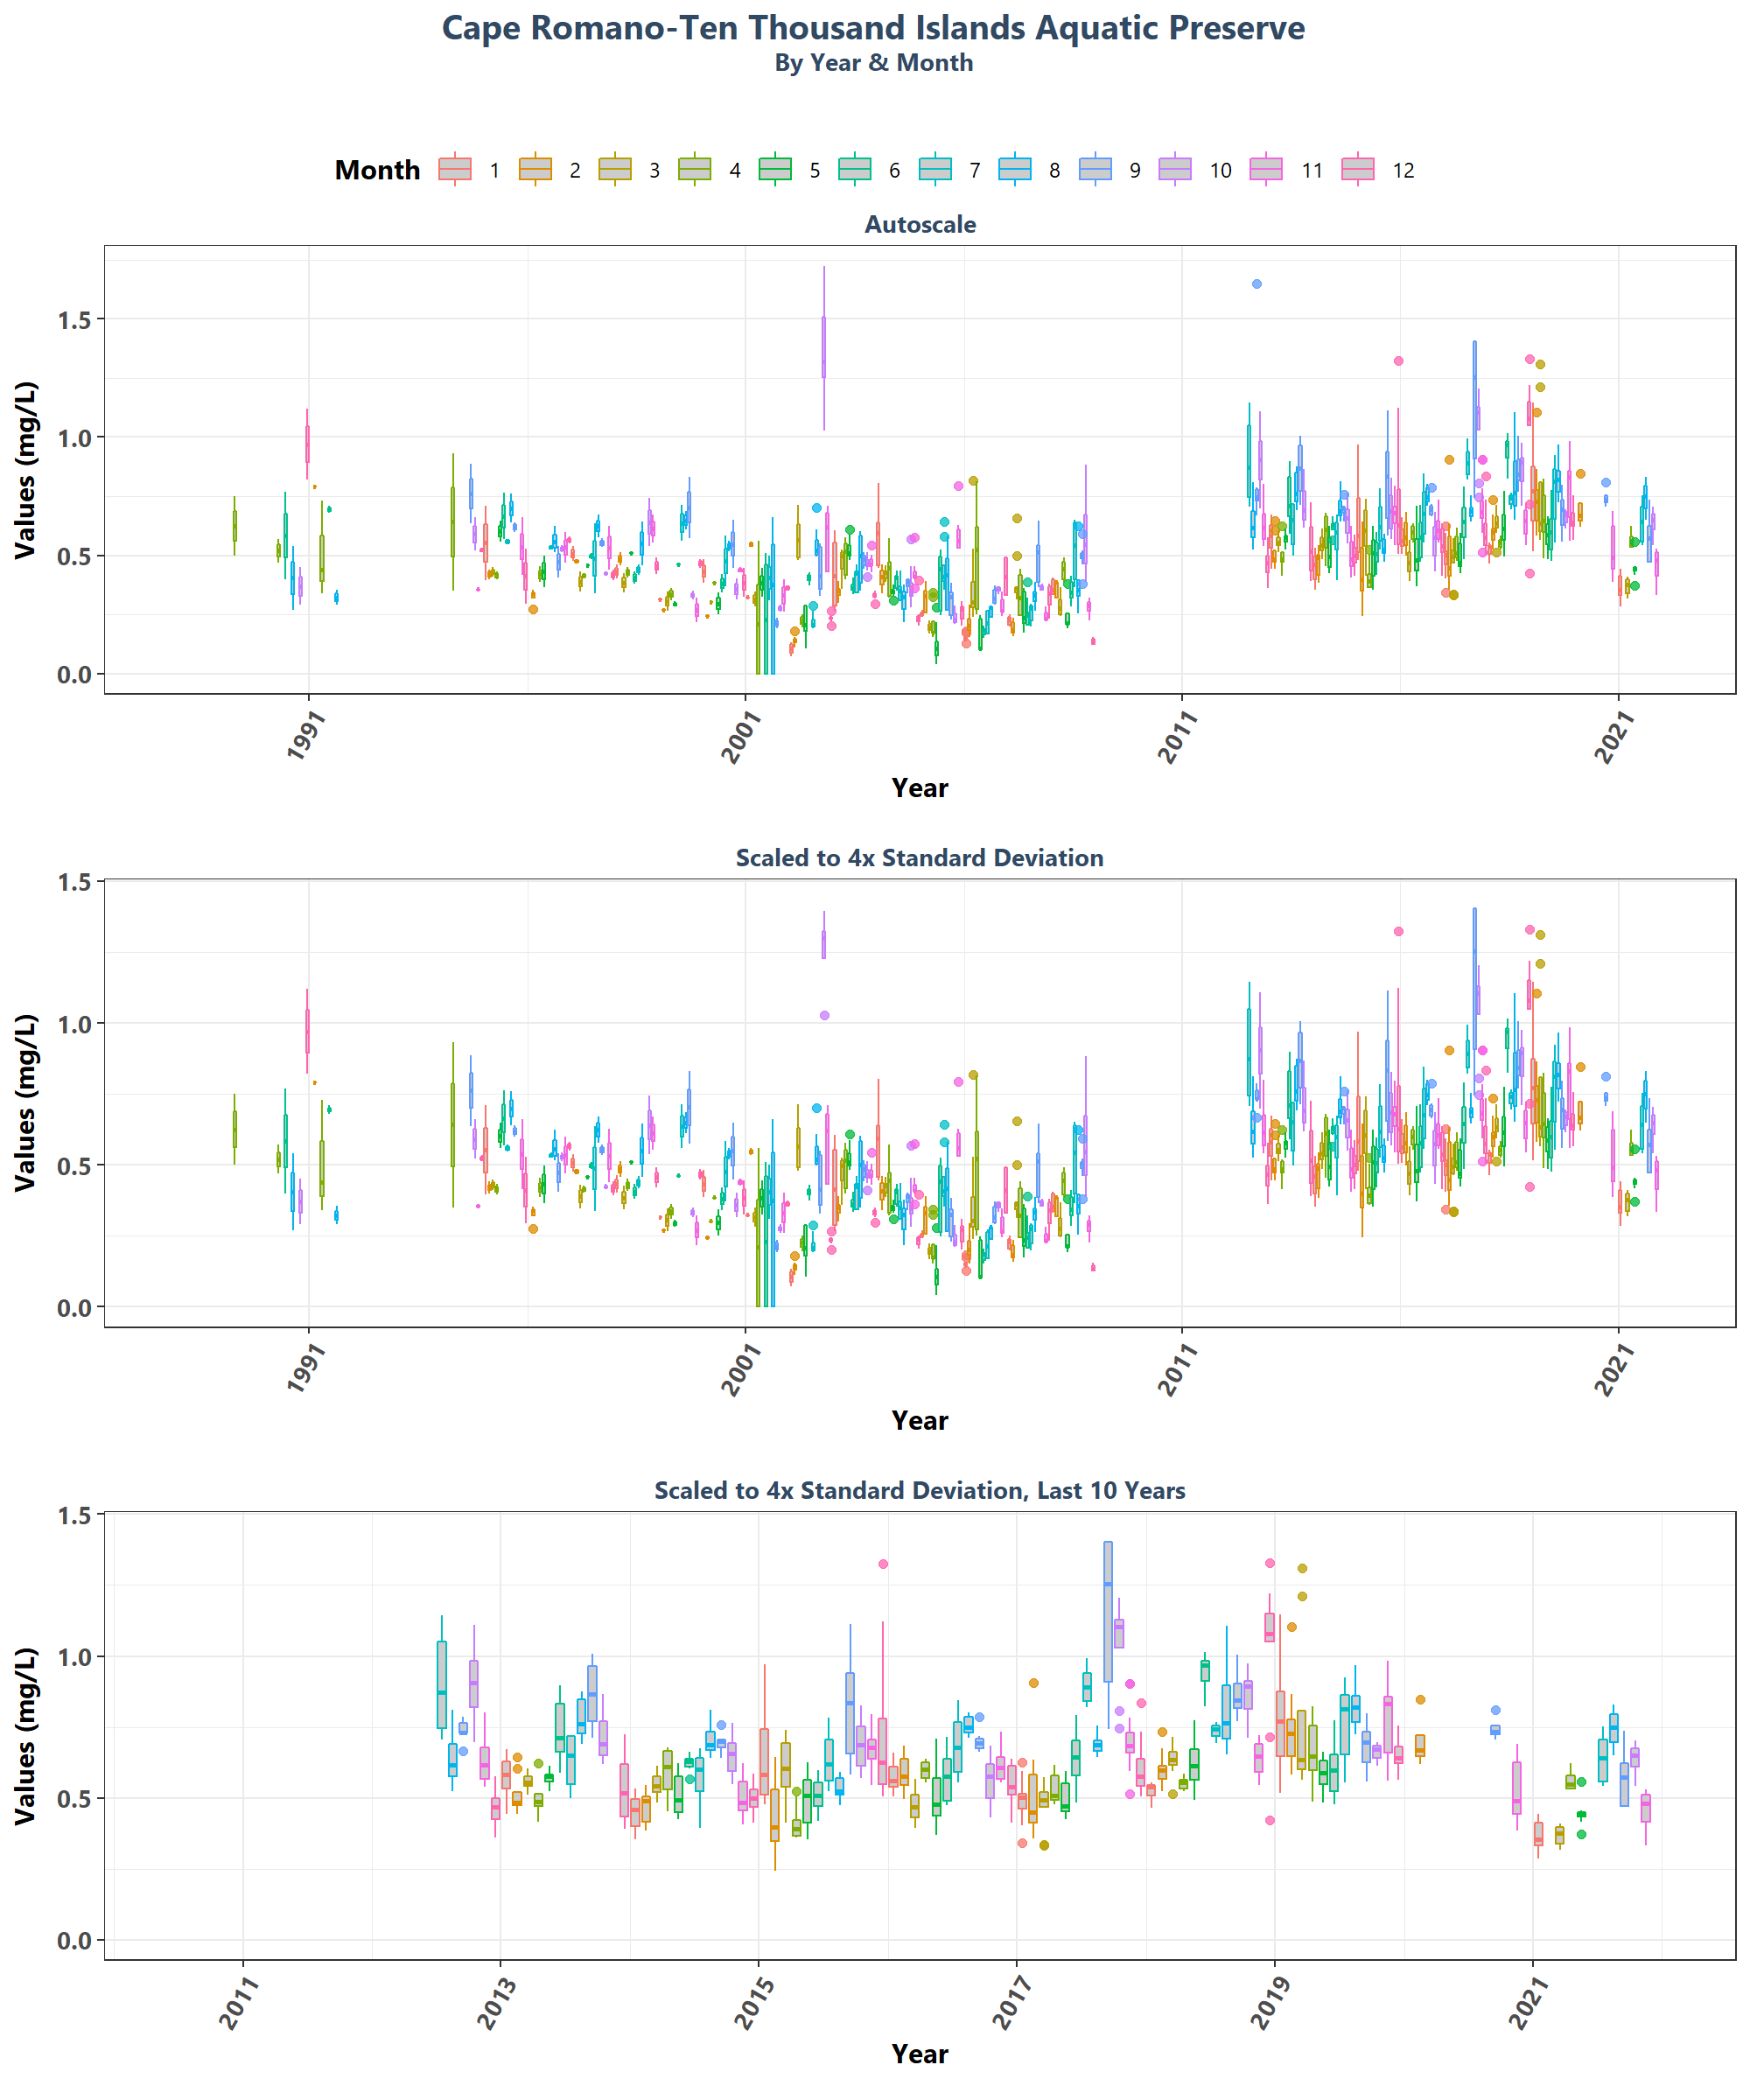 Cape Romano-Ten Thousand Islands Aquatic Preserve
By Year & Month
Month 1 2 3 4 5 6 7 8 9 10 11 12
Autoscale
Values (mg/L)
1.5
1.0
0.5
0.0
1991 2001 2011 2021
Year
Scaled to 4x Standard Deviation
Values (mg/L)
1.5
1.0
0.5
0.0
1991 2001 2011 2021
Year
Scaled to 4x Standard Deviation, Last 10 Years
Values (mg/L)
1.5
1.0
0.5
0.0
2011 2013 2015 2017 2019 2021
Year